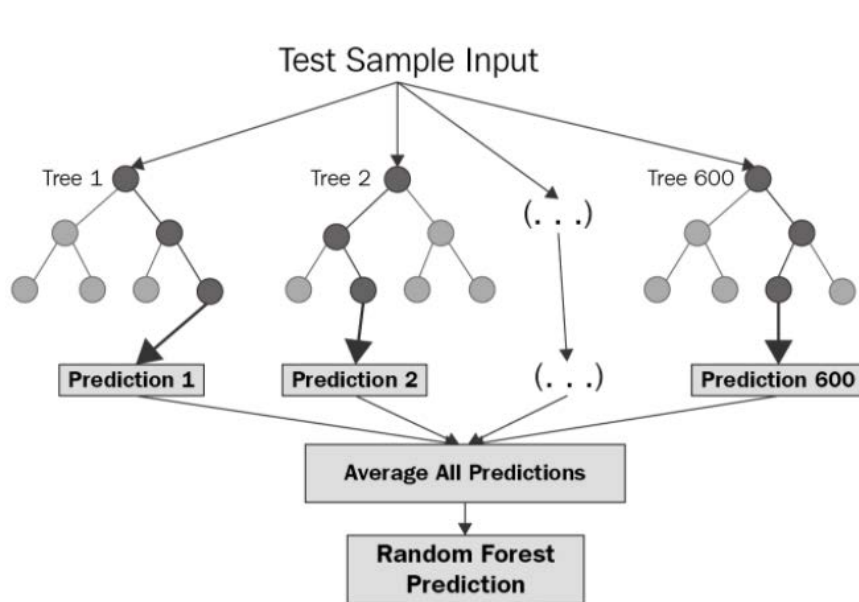 Test Sample Input
Tree 1
Tree 2
Tree 600
(. . .)
Prediction 1
Prediction 2
(. . .)
Prediction 600
Average All Predictions
Random Forest
Prediction